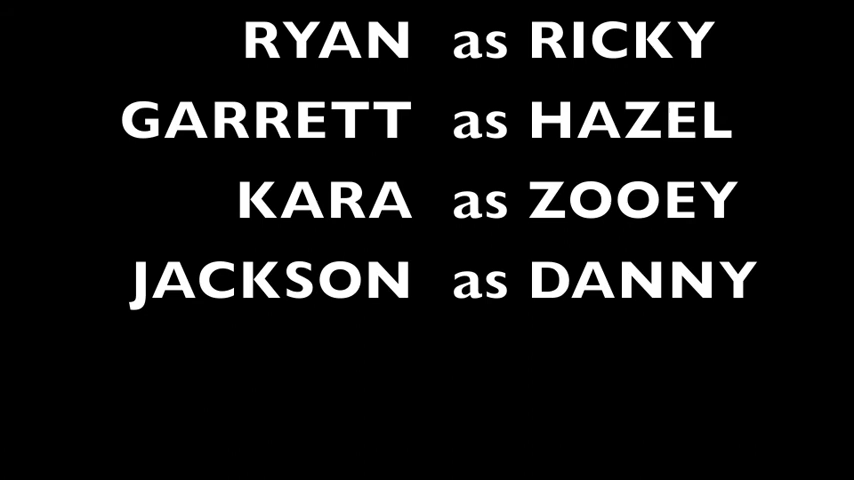 RYAN as RICKY
GARRETT as HAZEL
KARA as ZOOEY
JACKSON as DANNY